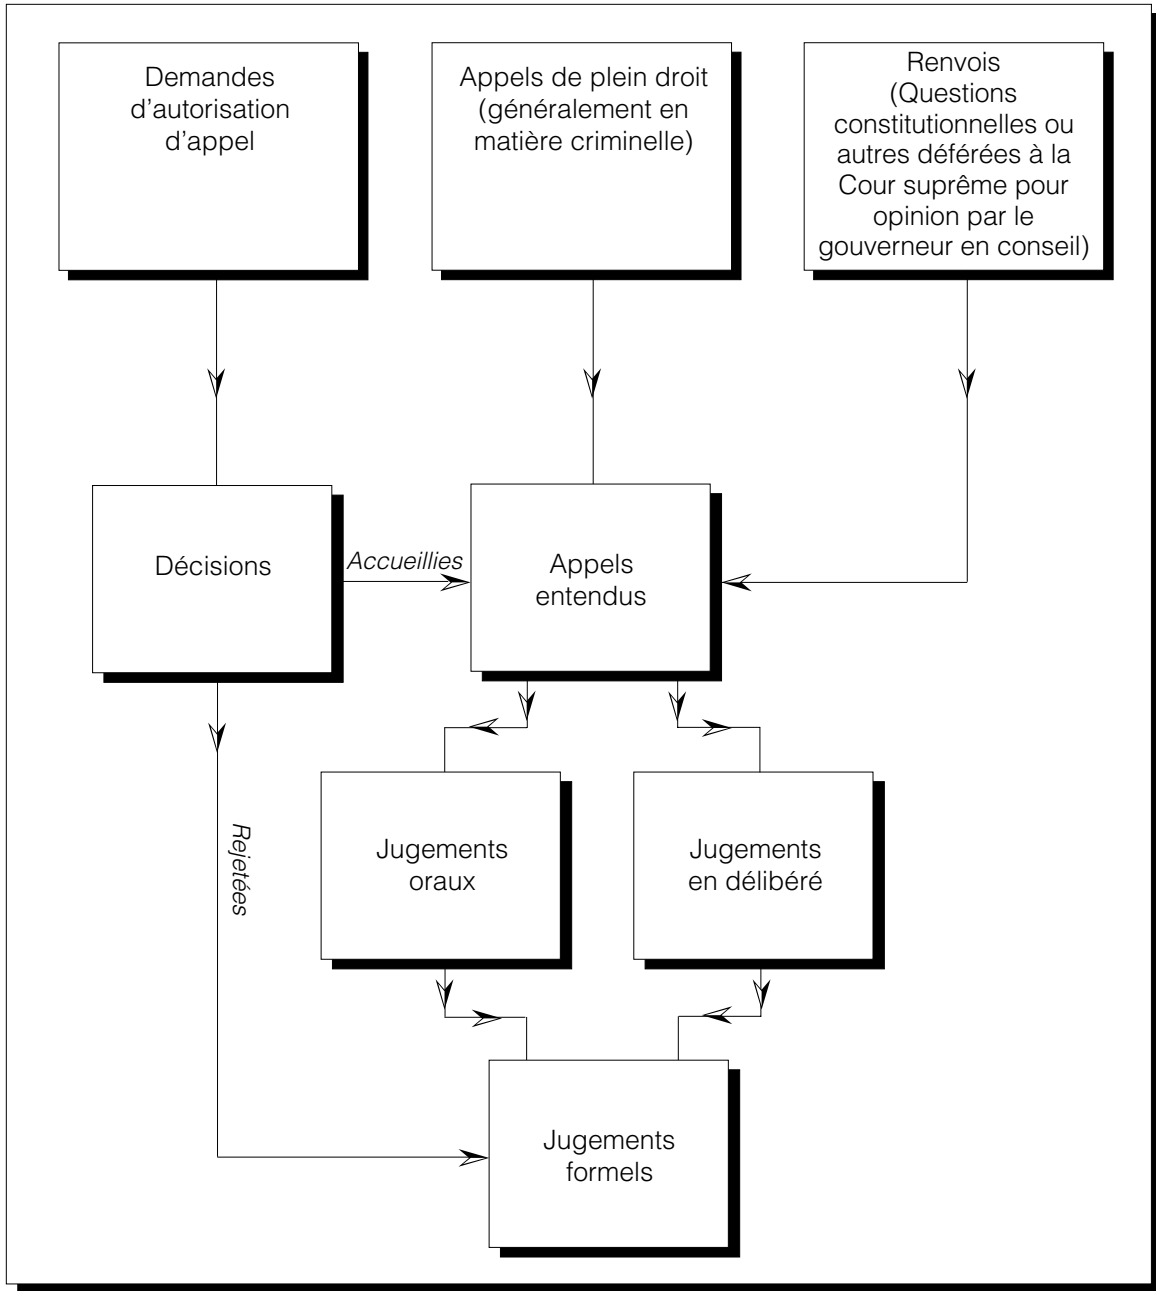 Demandes
d'autorisation
d'appel
Appels de plein droit
(généralement en
matière criminelle)
Renvois
(Questions
constitutionnelles ou
autres déférées à la
Cour suprême pour
opinion par le
gouverneur en conseil)
Décisions
Accueillies
Appels
entendus
Rejetées
Jugements
oraux
Jugements
en délibéré
Jugements
formels